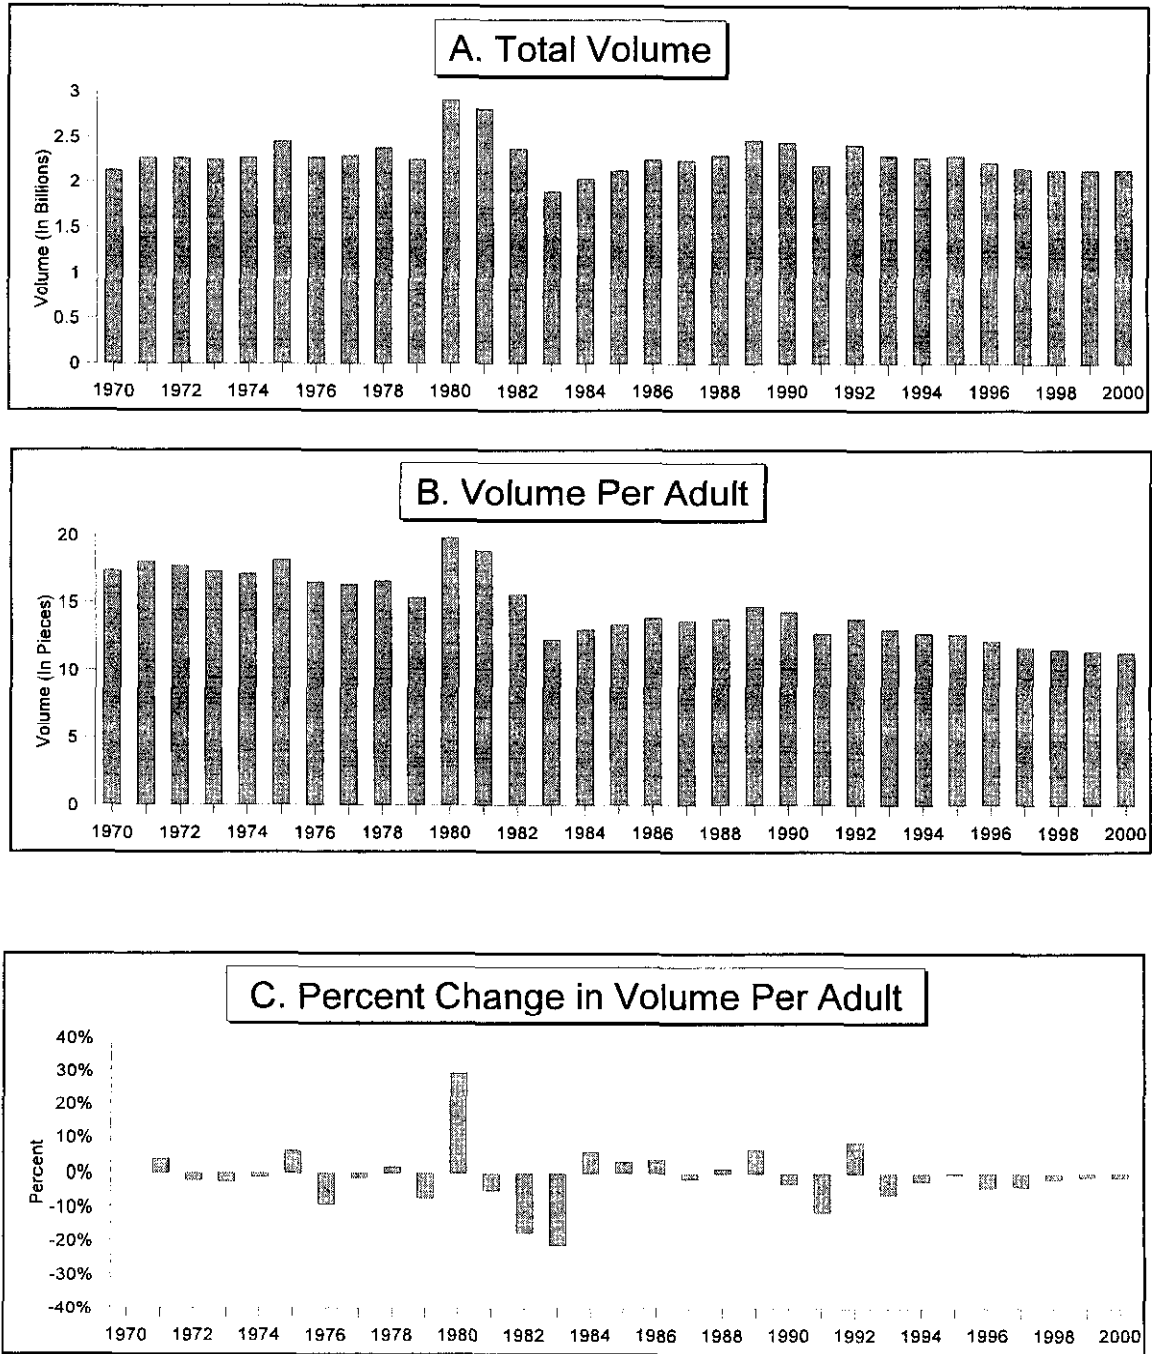 A. Total Volume
Volume (In Billions)
3
2.5
2
1.5
1
0.5
0
1970 1972 1974 1976 1978 1980 1982 1984 1986 1988 1990 1992 1994 1996 1998 2000
B. Volume Per Adult
Volume (In Pieces)
20
15
10
5
0
1970 1972 1974 1976 1978 1980 1982 1984 1986 1988 1990 1992 1994 1996 1998 2000
C. Percent Change in Volume Per Adult
Percent
40%
30%
20%
10%
0%
-10%
-20%
-30%
-40%
1970 1972 1974 1976 1978 1980 1982 1984 1986 1988 1990 1992 1994 1996 1998 2000